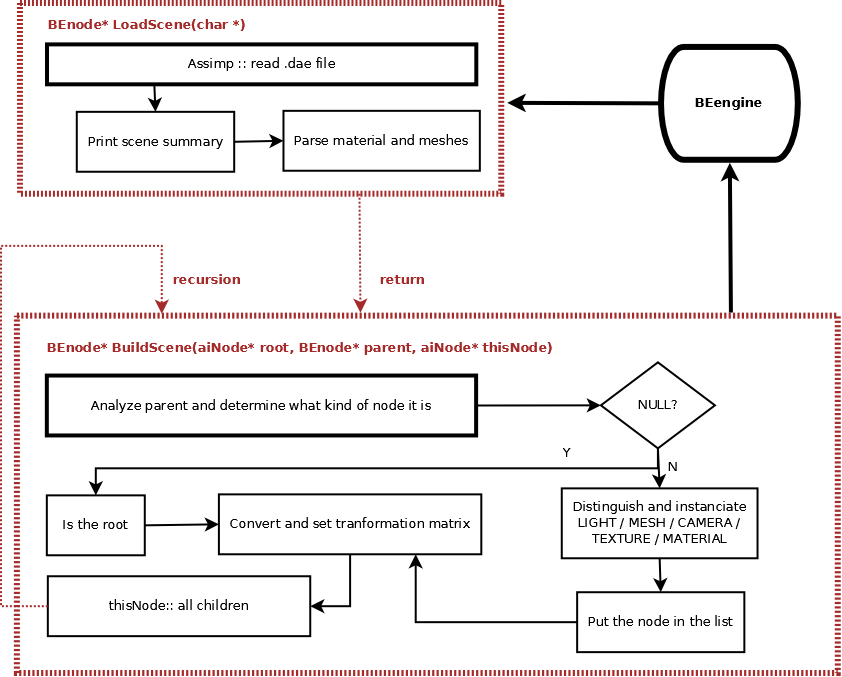 BEnode* LoadScene(char *)
Assimp :: read .dae file
BEengine
Print scene summary
Parse material and meshes
recursion
return
BEnode* BuildScene(aiNode* root, BEnode* parent, aiNode* thisNode)
Analyze parent and determine what kind of node it is
NULL?
Y
N
Is the root
Convert and set tranformation matrix
Distinguish and instanciate
LIGHT / MESH / CAMERA /
TEXTURE / MATERIAL
thisNode:: all children
Put the node in the list